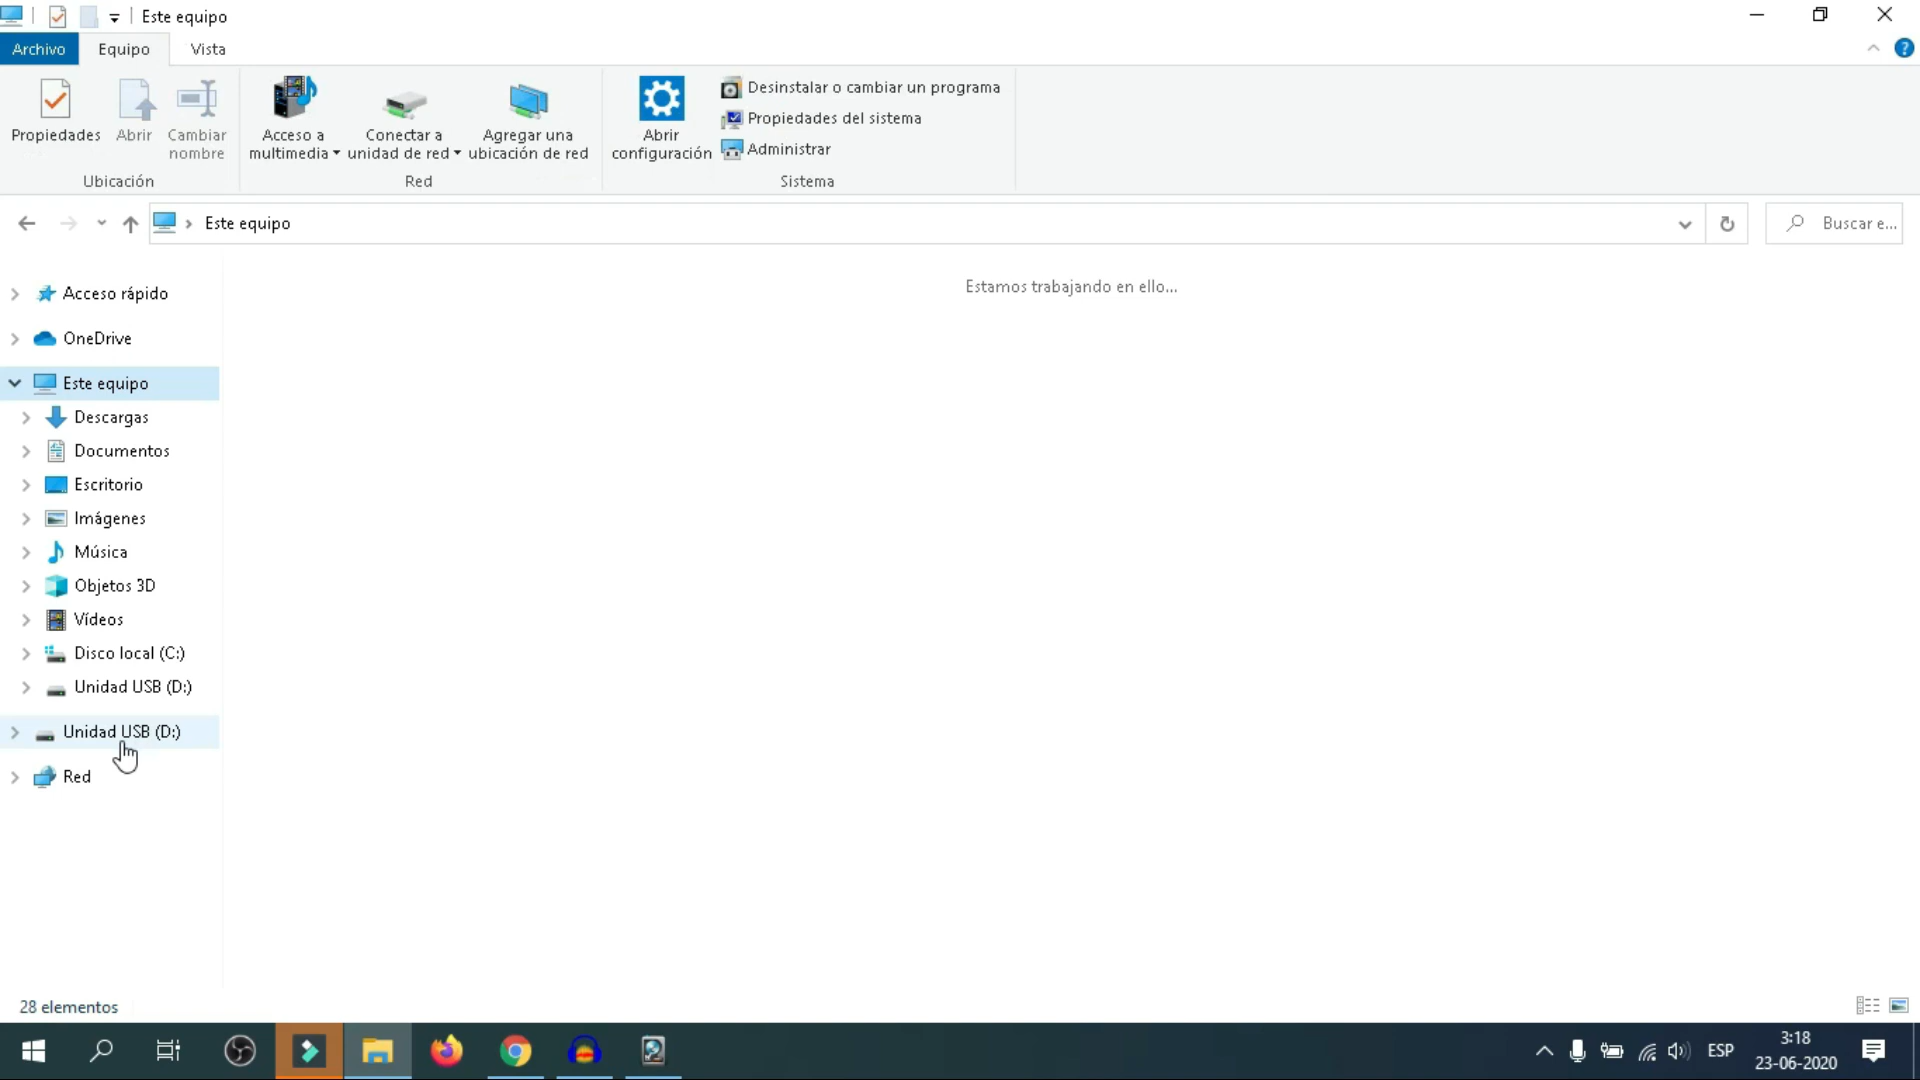 Este equipo
Archivo Equipo Vista
Propiedades
Abrir
Cambiar
nombre
Ubicación
Acceso a
multimedia
Conectar a
unidad de red
Agregar una
ubicación de red
Red
Abrir
configuración
Desinstalar o cambiar un programa
Propiedades del sistema
Administrar
Sistema
Este equipo
Buscar e...
Acceso rápido
OneDrive
Este equipo
Descargas
Documentos
Escritorio
Imágenes
Música
Objetos 3D
Vídeos
Disco local (C:)
Unidad USB (D:)
Unidad USB (D:)
Red
Estamos trabajando en ello...
28 elementos
ESP
3:18
23-06-2020